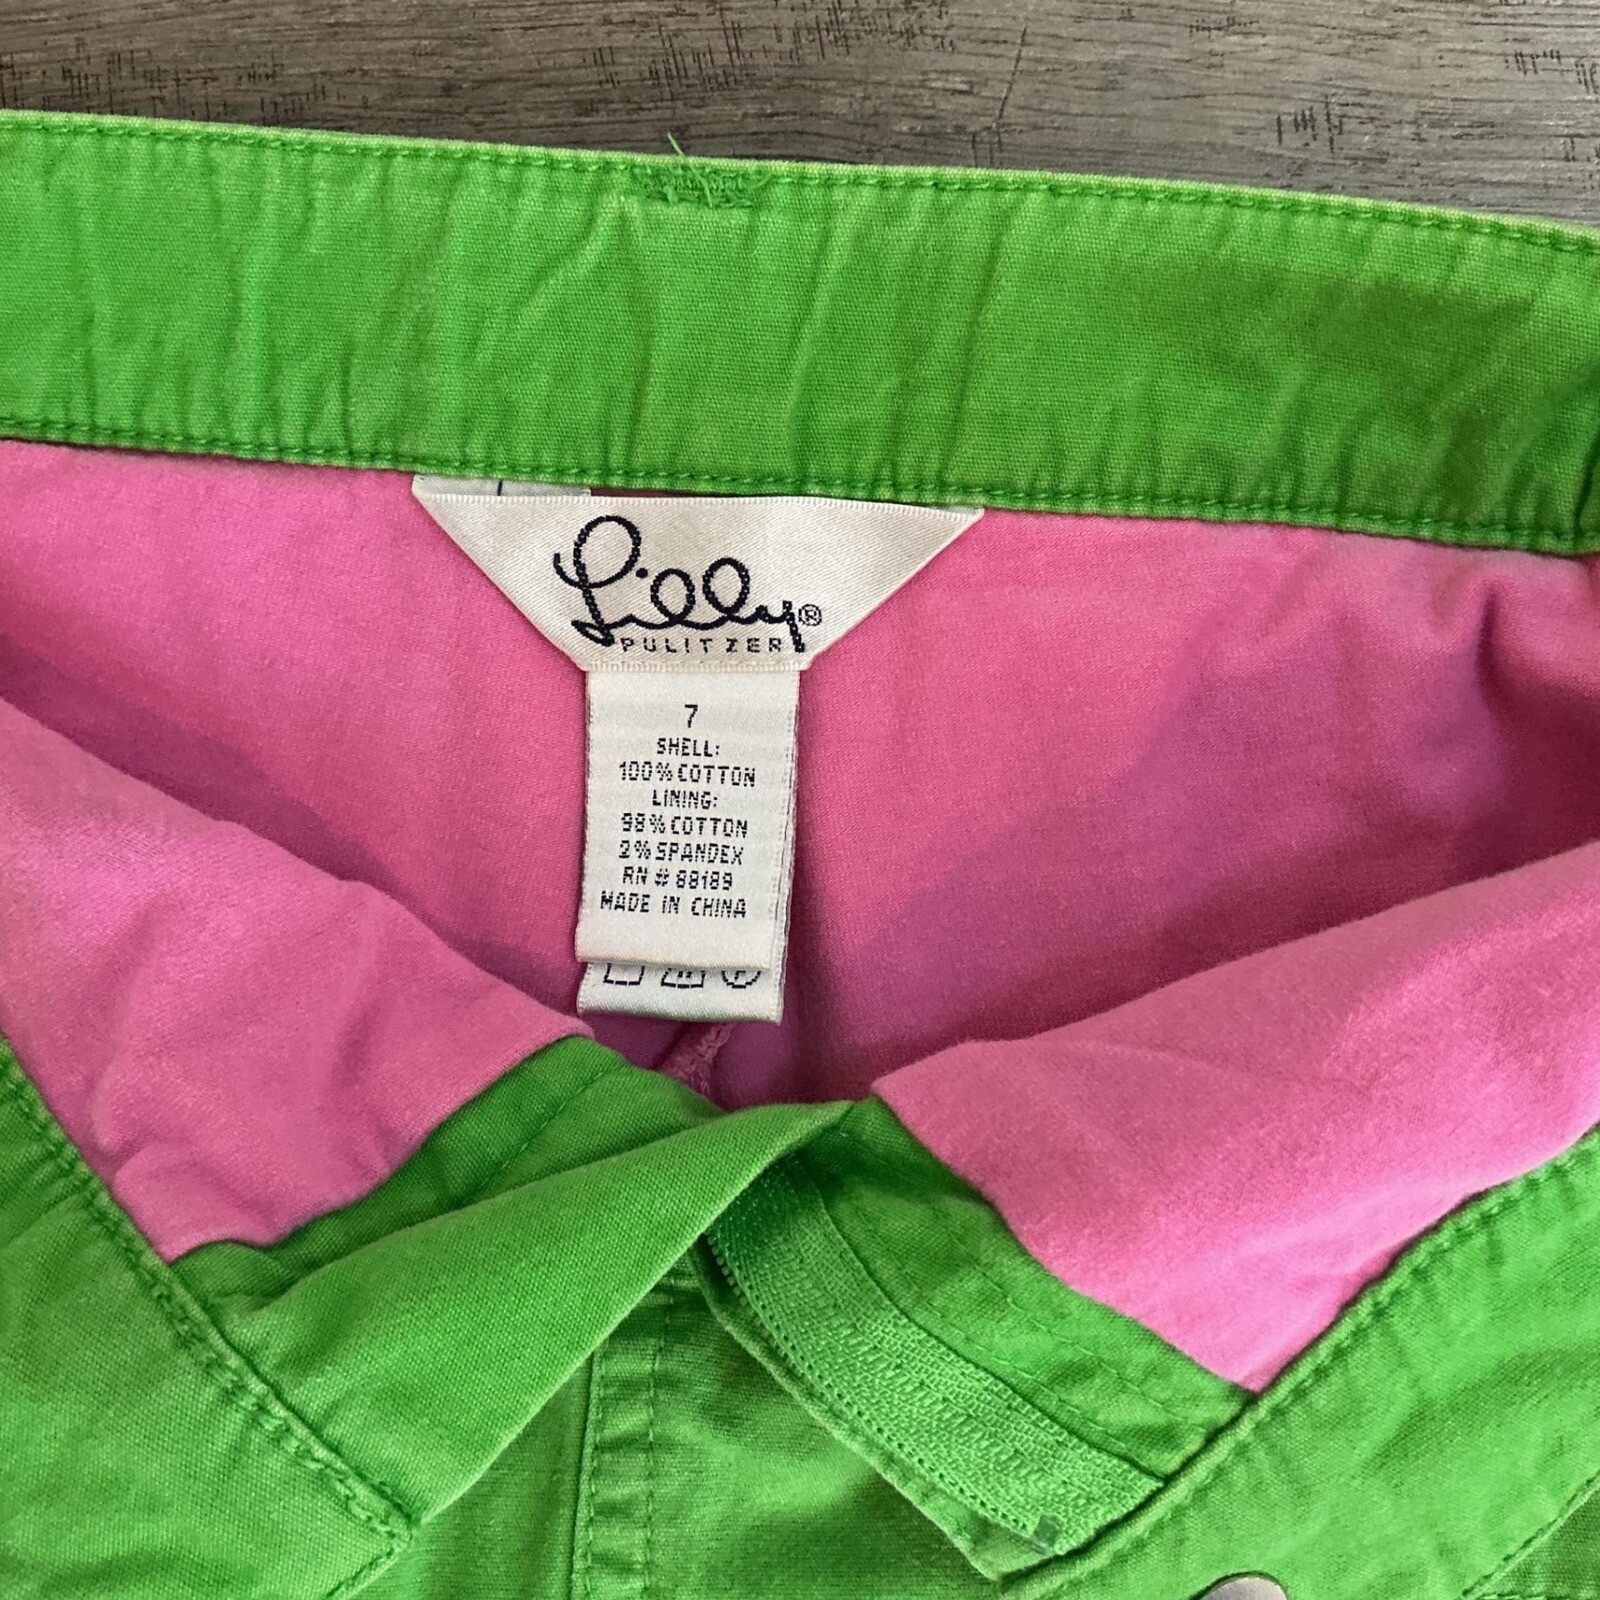 Lilly®
PULITZER
7
SHELL:
100% COTTON
LINING:
98% COTTON
2% SPANDEX
RN # 88189
MADE IN CHINA